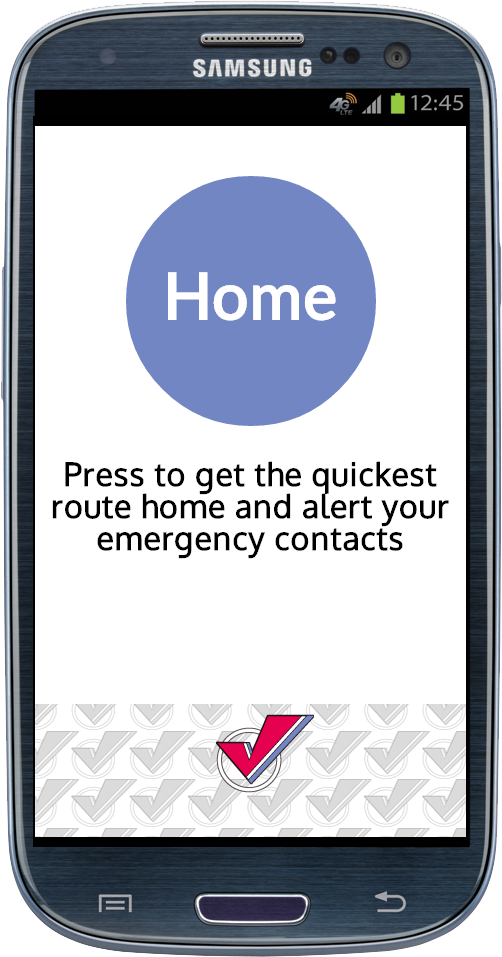 SAMSUNG
4G LTE 12:45
Home
Press to get the quickest
route home and alert your
emergency contacts